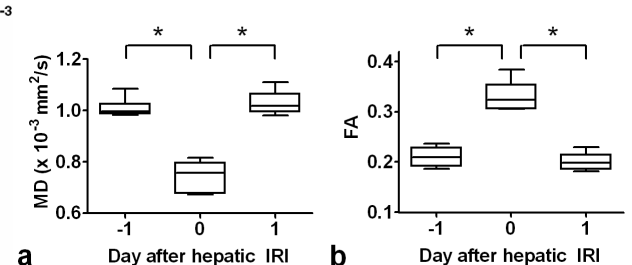 -3
* *
* *
MD (x 10-3 mm2/s)
1.2
1.0
0.8
0.6
-1 0 1
a Day after hepatic IRI
FA
0.4
0.3
0.2
0.1
-1 0 1
b Day after hepatic IRI